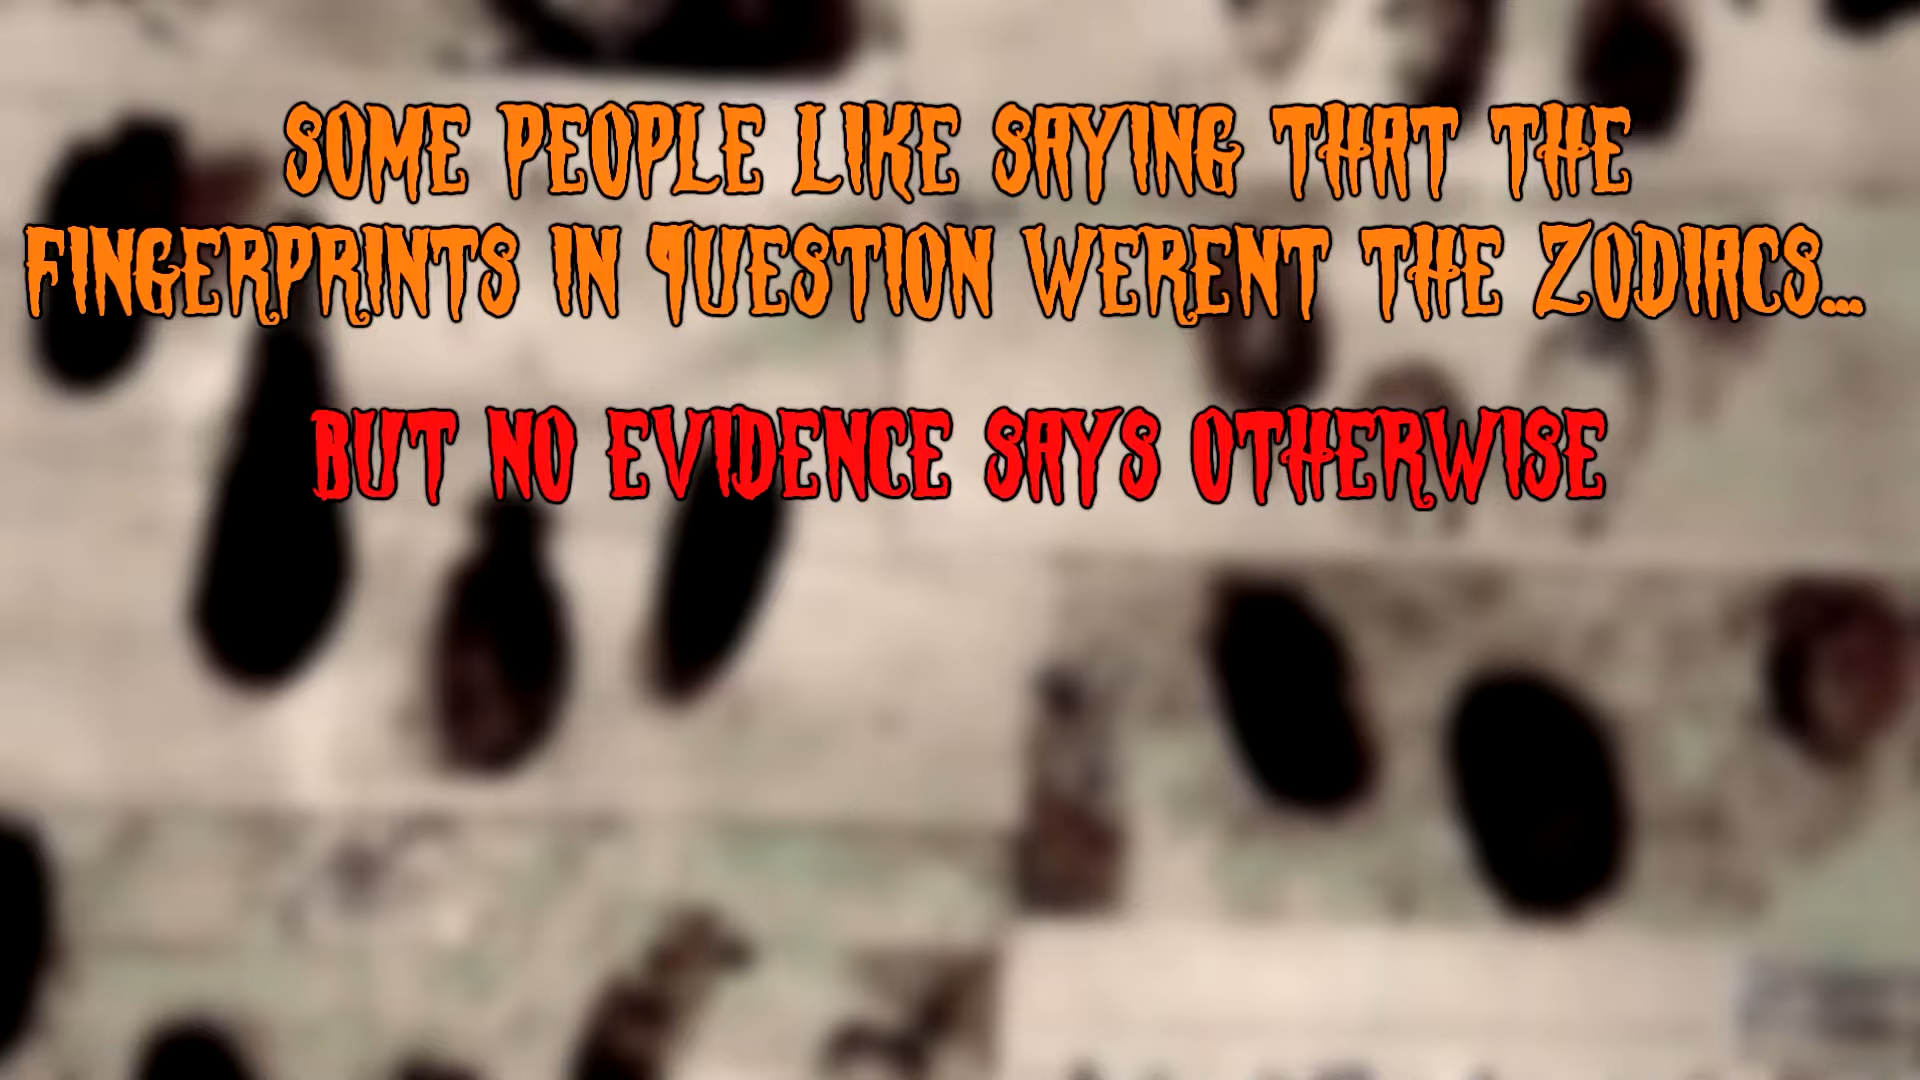 SOME PEOPLE LIKE SAYING THAT THE
FINGERPRINTS IN QUESTION WERENT THE ZODIACS...
BUT NO EVIDENCE SAYS OTHERWISE